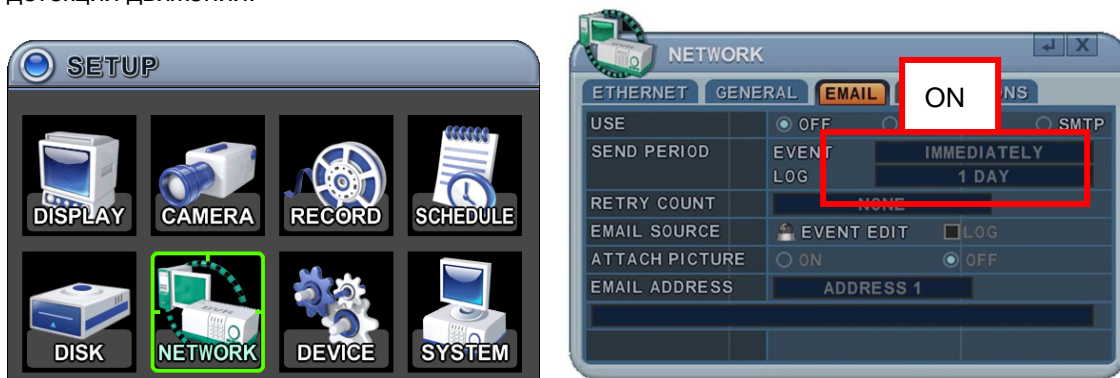 детекции движения.
SETUP
DISPLAY CAMERA RECORD SCHEDULE
DISK NETWORK DEVICE SYSTEM
NETWORK
ETHERNET GENERAL EMAIL
ON
USE OFF SMTP
SEND PERIOD EVENT IMMEDIATELY
LOG 1 DAY
RETRY COUNT NONE
EMAIL SOURCE EVENT EDIT LOG
ATTACH PICTURE ON OFF
EMAIL ADDRESS ADDRESS 1